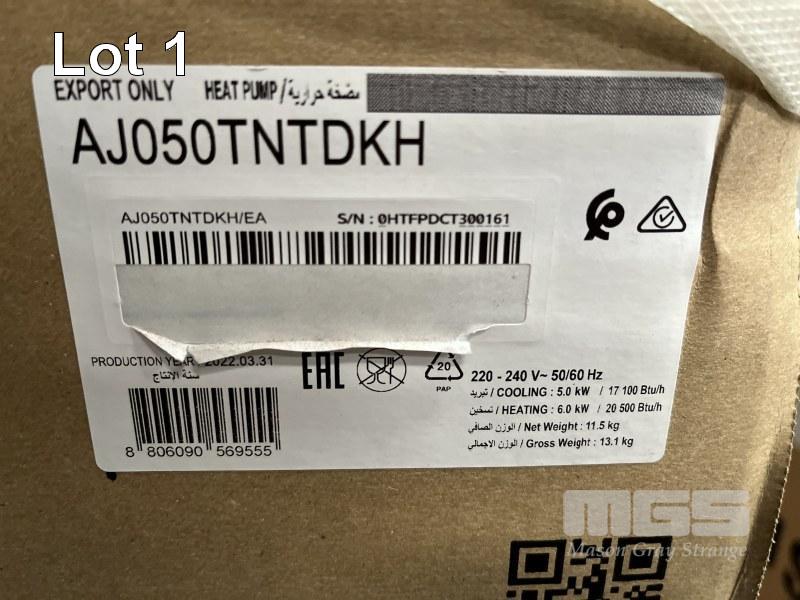 Lot 1
EXPORT ONLY HEAT PUMP / مضخة حرارية
AJ050TNTDKH
AJ050TNTDKH/EA S/N : 0HTFPDCT300161
PRODUCTION YEAR : 2022.03.31
سنة الانتاج
EAC
20
PAP
8 806090 569555
220 - 240 V~ 50/60 Hz
تبريد / COOLING : 5.0 kW / 17 100 Btu/h
تسخين / HEATING : 6.0 kW / 20 500 Btu/h
الوزن الصافي / Net Weight : 11.5 kg
الوزن الاجمالي / Gross Weight : 13.1 kg
MGS
Mason Gray Strange